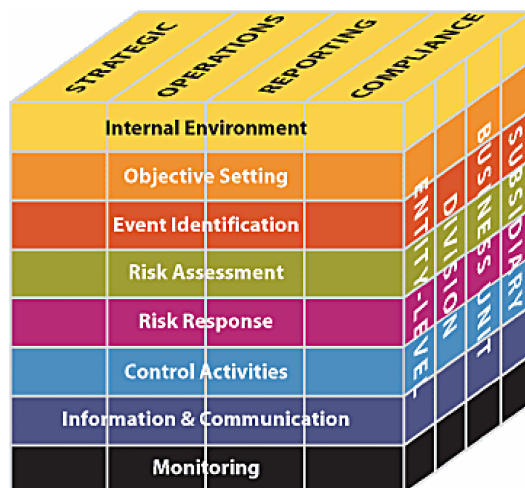 STRATEGIC
OPERATIONS
REPORTING
COMPLIANCE
Internal Environment
Objective Setting
Event Identification
Risk Assessment
Risk Response
Control Activities
Information & Communication
Monitoring
ENTITY-LEVEL
DIVISION
BUSINESS UNIT
SUBSIDIARY